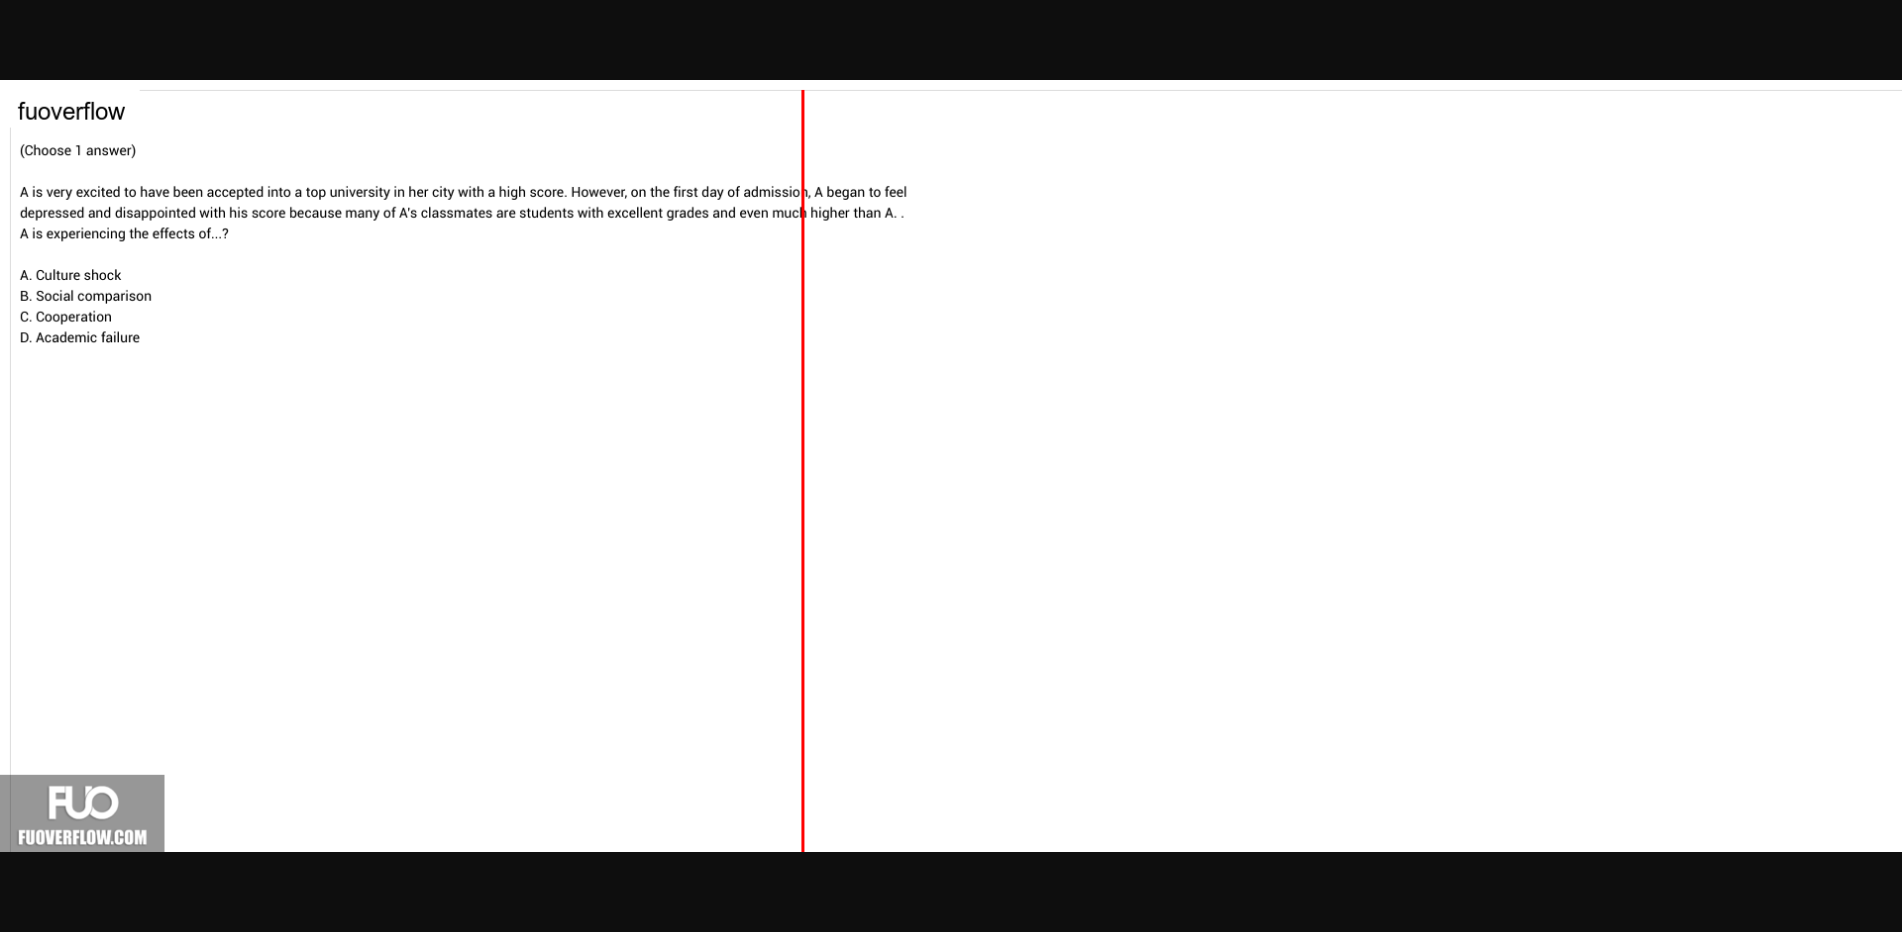 fuoverflow
(Choose 1 answer)
A is very excited to have been accepted into a top university in her city with a high score. However, on the first day of admission, A began to feel
depressed and disappointed with his score because many of A's classmates are students with excellent grades and even much higher than A. .
A is experiencing the effects of...?
A. Culture shock
B. Social comparison
C. Cooperation
D. Academic failure
FUO
FUOVERFLOW.COM